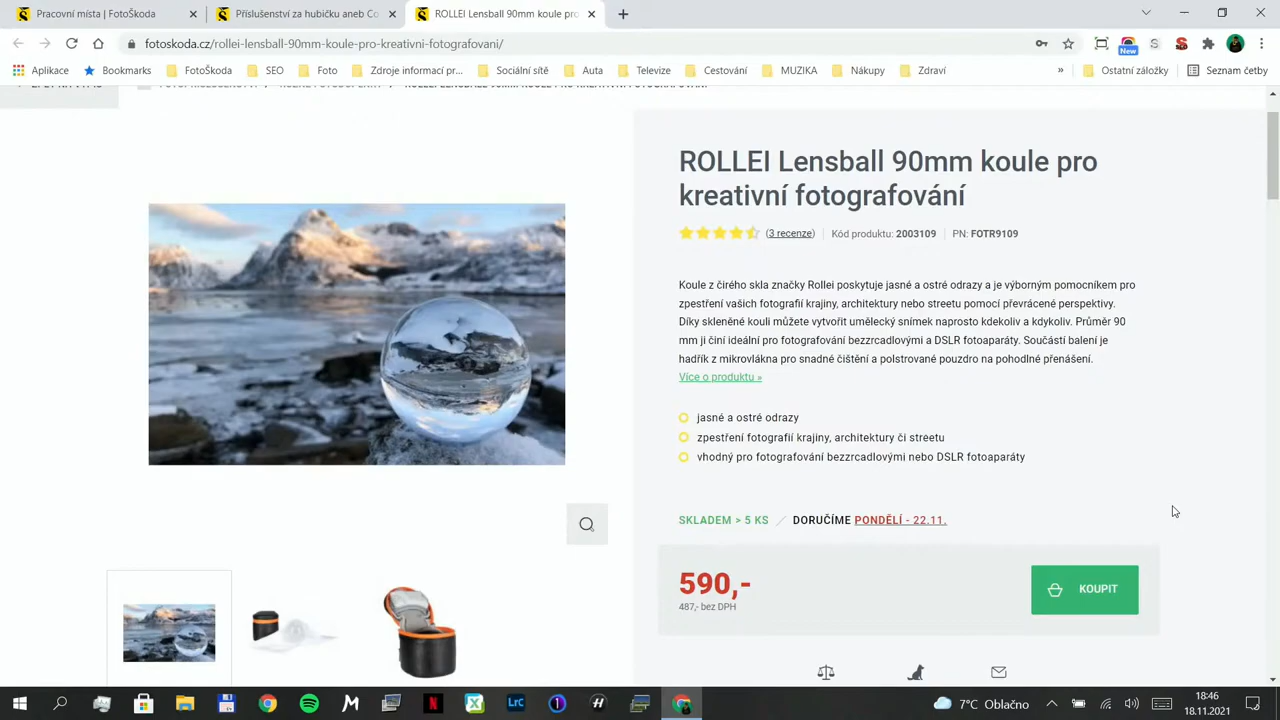 Pracovní místa | FotoŠkoda
Příslušenství za hubičku aneb Co
ROLLEI Lensball 90mm koule pro
fotoskoda.cz/rollei-lensball-90mm-koule-pro-kreativni-fotografovani/
New
Aplikace
Bookmarks
FotoŠkoda
SEO
Foto
Zdroje informací pr...
Sociální sítě
Auta
Televize
Cestování
MUZIKA
Nákupy
Zdraví
»
Ostatní záložky
Seznam četby
ROLLEI Lensball 90mm koule pro
kreativní fotografování
(3 recenze)
Kód produktu: 2003109
PN: FOTR9109
Koule z čirého skla značky Rollei poskytuje jasné a ostré odrazy a je výborným pomocníkem pro
zpestření vašich fotografií krajiny, architektury nebo streetu pomocí převrácené perspektivy.
Díky skleněné kouli můžete vytvořit umělecký snímek naprosto kdekoliv a kdykoliv. Průměr 90
mm ji činí ideální pro fotografování bezzrcadlovými a DSLR fotoaparáty. Součástí balení je
hadřík z mikrovlákna pro snadné čištění a polstrované pouzdro na pohodlné přenášení.
Více o produktu »
jasné a ostré odrazy
zpestření fotografií krajiny, architektury či streetu
vhodný pro fotografování bezzrcadlovými nebo DSLR fotoaparáty
SKLADEM > 5 KS
DORUČÍME PONDĚLÍ - 22.11.
590,-
487,- bez DPH
KOUPIT
7°C Oblačno
18:46
18.11.2021